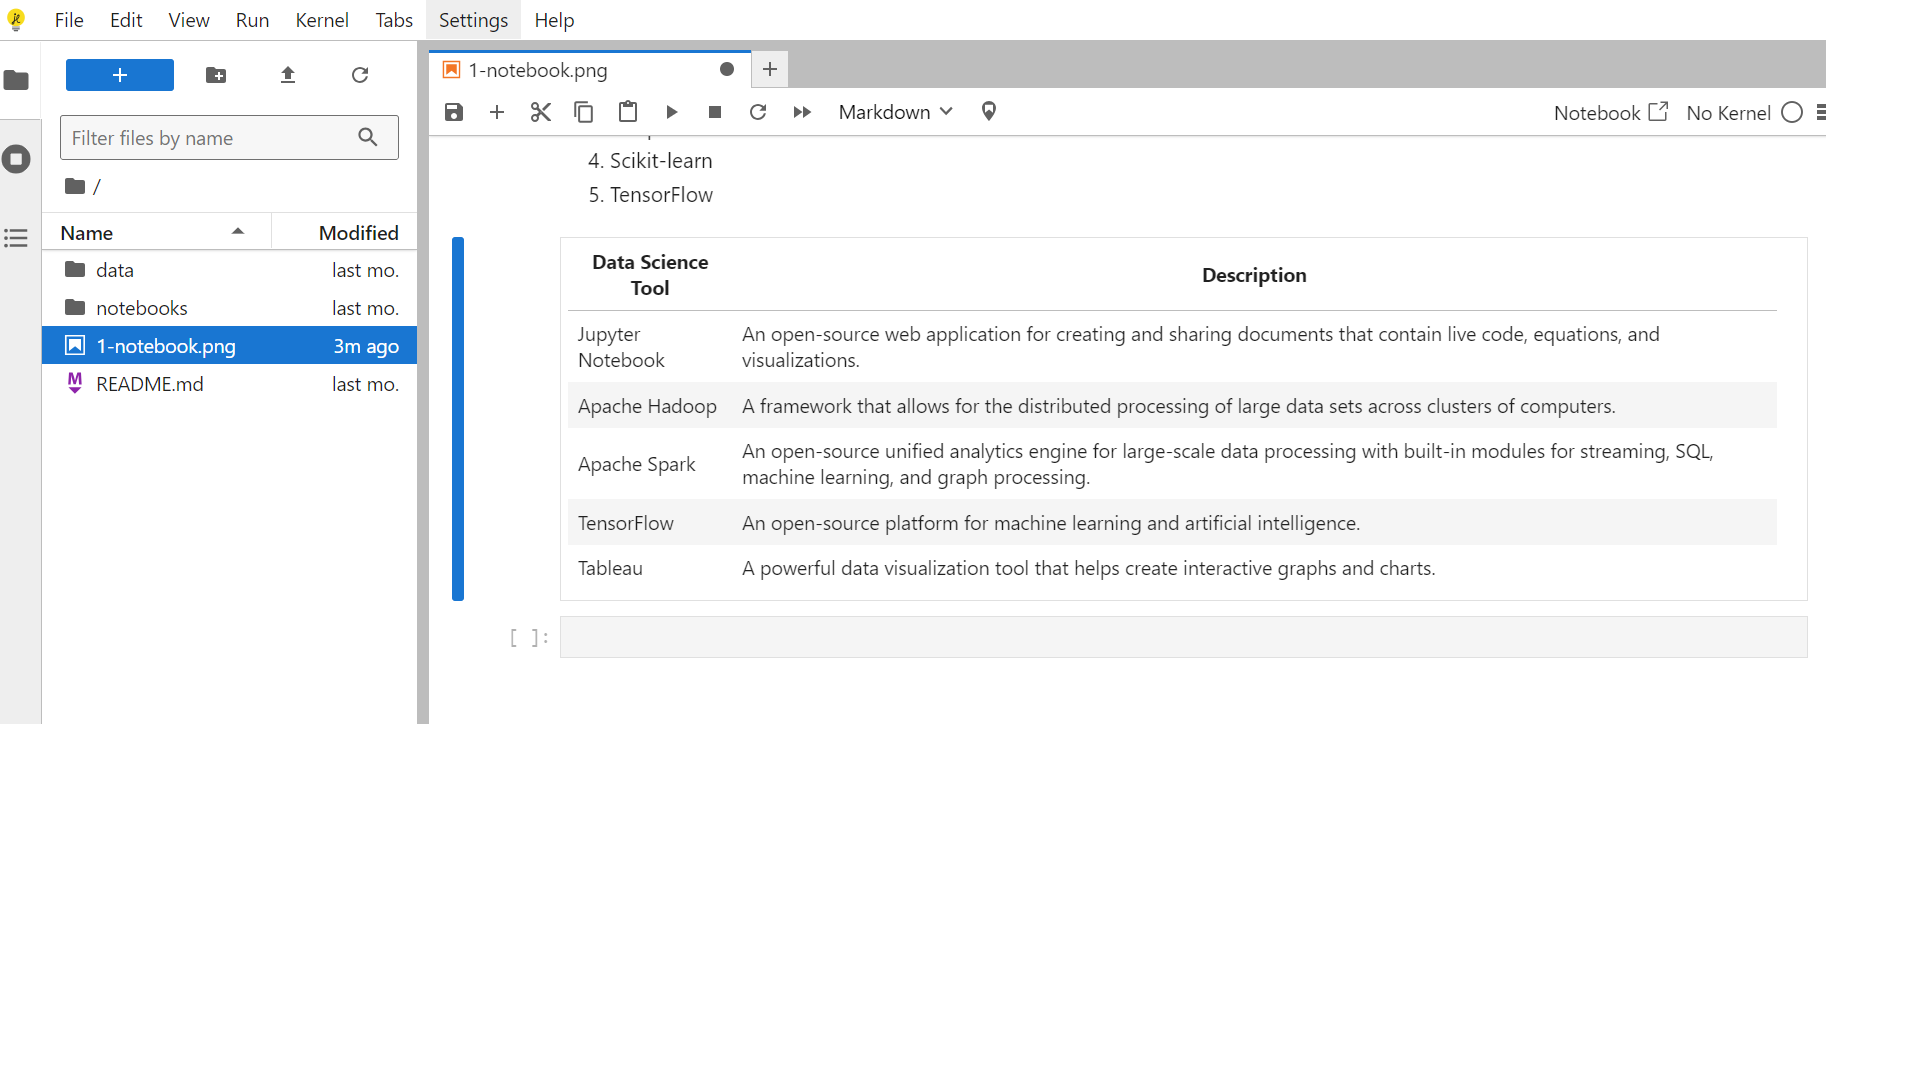 File Edit View Run Kernel Tabs Settings Help
1-notebook.png
Filter files by name
Markdown
Notebook
No Kernel
/
Name Modified
data last mo.
notebooks last mo.
1-notebook.png 3m ago
README.md last mo.
4. Scikit-learn
5. TensorFlow
Data Science
Tool
Description
Jupyter
Notebook
An open-source web application for creating and sharing documents that contain live code, equations, and
visualizations.
Apache Hadoop A framework that allows for the distributed processing of large data sets across clusters of computers.
Apache Spark
An open-source unified analytics engine for large-scale data processing with built-in modules for streaming, SQL,
machine learning, and graph processing.
TensorFlow An open-source platform for machine learning and artificial intelligence.
Tableau A powerful data visualization tool that helps create interactive graphs and charts.
[ ]: